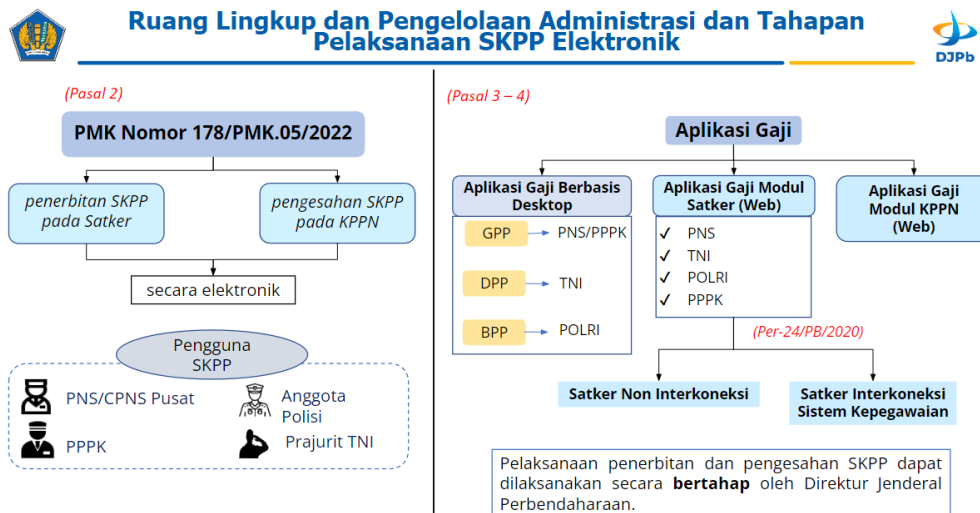 Ruang Lingkup dan Pengelolaan Administrasi dan Tahapan
Pelaksanaan SKPP Elektronik
DJPb
(Pasal 2)
PMK Nomor 178/PMK.05/2022
penerbitan SKPP
pada Satker
pengesahan SKPP
pada KPPN
secara elektronik
Pengguna
SKPP
PNS/CPNS Pusat
PPPK
Anggota
Polisi
Prajurit TNI
(Pasal 3 – 4)
Aplikasi Gaji
Aplikasi Gaji Berbasis
Desktop
GPP
PNS/PPPK
DPP
TNI
BPP
POLRI
Aplikasi Gaji Modul
Satker (Web)
✓ PNS
✓ TNI
✓ POLRI
✓ PPPK
Aplikasi Gaji
Modul KPPN
(Web)
(Per-24/PB/2020)
Satker Non Interkoneksi
Satker Interkoneksi
Sistem Kepegawaian
Pelaksanaan penerbitan dan pengesahan SKPP dapat
dilaksanakan secara bertahap oleh Direktur Jenderal
Perbendaharaan.